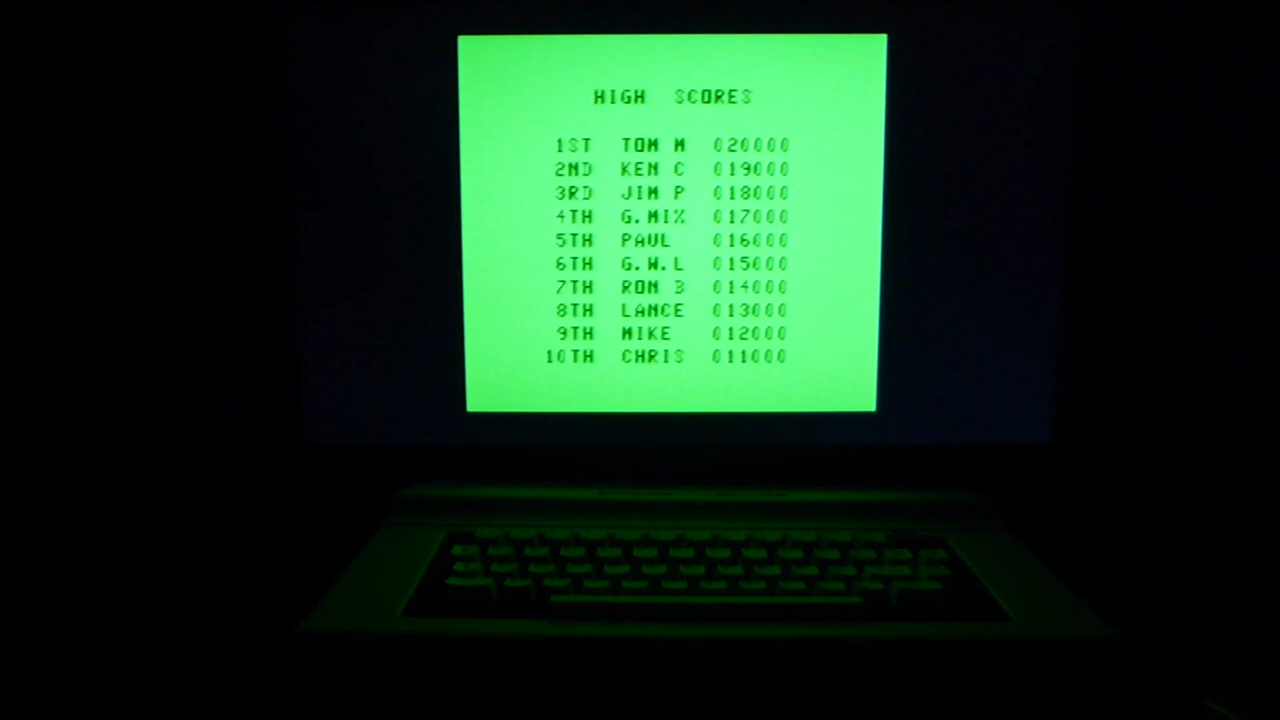 HIGH SCORES
1ST TOM M 020000
2ND KEN C 019000
3RD JIM P 018000
4TH G.MIX 017000
5TH PAUL 016000
6TH G.W.L 015000
7TH RON B 014000
8TH LANCE 013000
9TH MIKE 012000
10TH CHRIS 011000